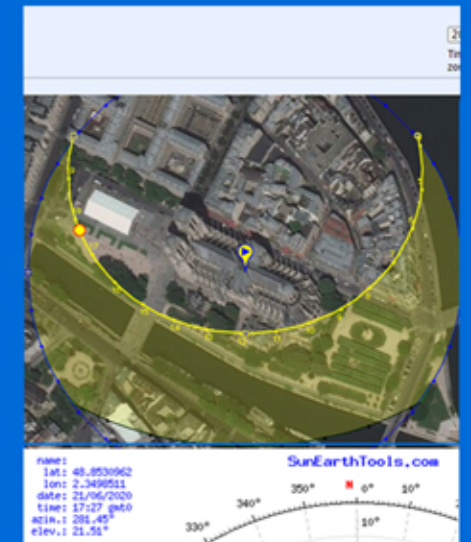 name:
lat: 48.8530962
lon: 2.3498511
date: 21/06/2020
time: 17:27 gmt0
azim.: 281.45°
elev.: 21.51°
SunEarthTools.com
330°
340°
350°
N
0°
10°
10°